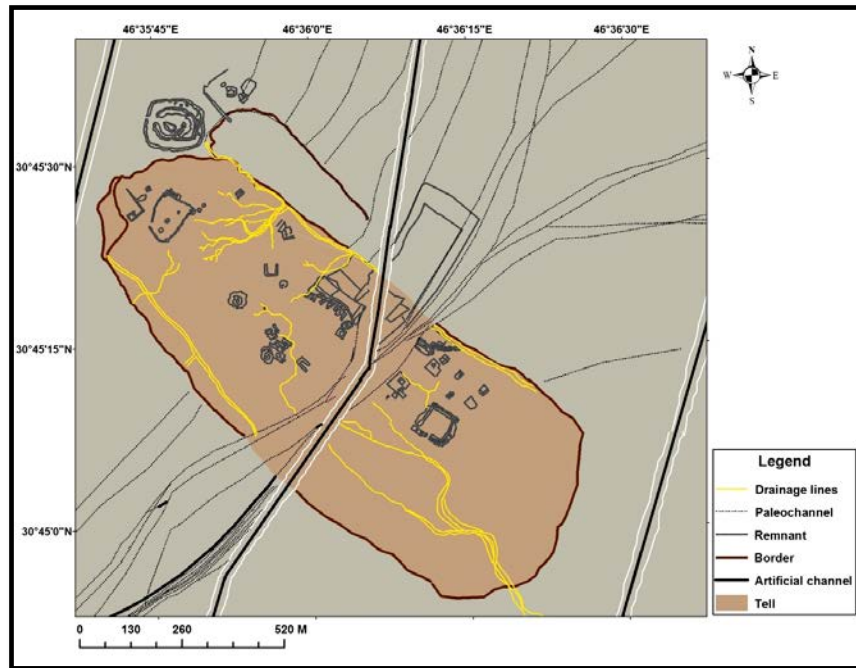 46°35'45"E 46°36'0"E 46°36'15"E 46°36'30"E
N
W E
S
30°45'30"N
30°45'15"N
30°45'0"N
Legend
Drainage lines
Paleochannel
Remnant
Border
Artificial channel
Tell
0 130 260 520 M